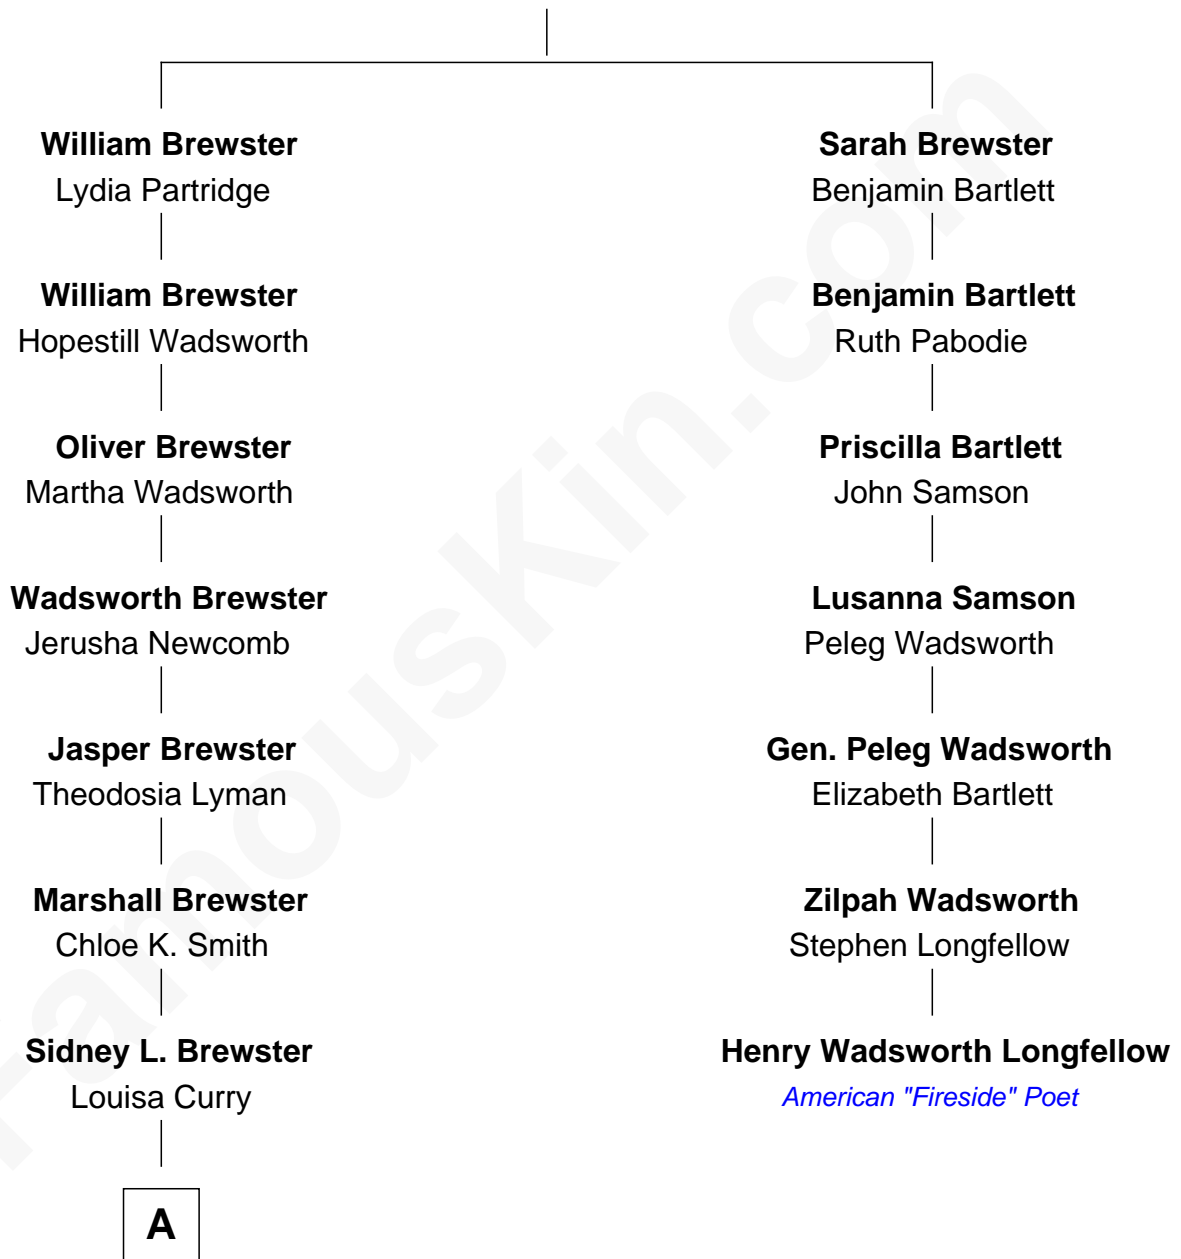 William Brewster
Lydia Partridge
William Brewster
Hopestill Wadsworth
Oliver Brewster
Martha Wadsworth
Wadsworth Brewster
Jerusha Newcomb
Jasper Brewster
Theodosia Lyman
Marshall Brewster
Chloe K. Smith
Sidney L. Brewster
Louisa Curry
A
Sarah Brewster
Benjamin Bartlett
Benjamin Bartlett
Ruth Pabodie
Priscilla Bartlett
John Samson
Lusanna Samson
Peleg Wadsworth
Gen. Peleg Wadsworth
Elizabeth Bartlett
Zilpah Wadsworth
Stephen Longfellow
Henry Wadsworth Longfellow
American "Fireside" Poet
FamousKin.com